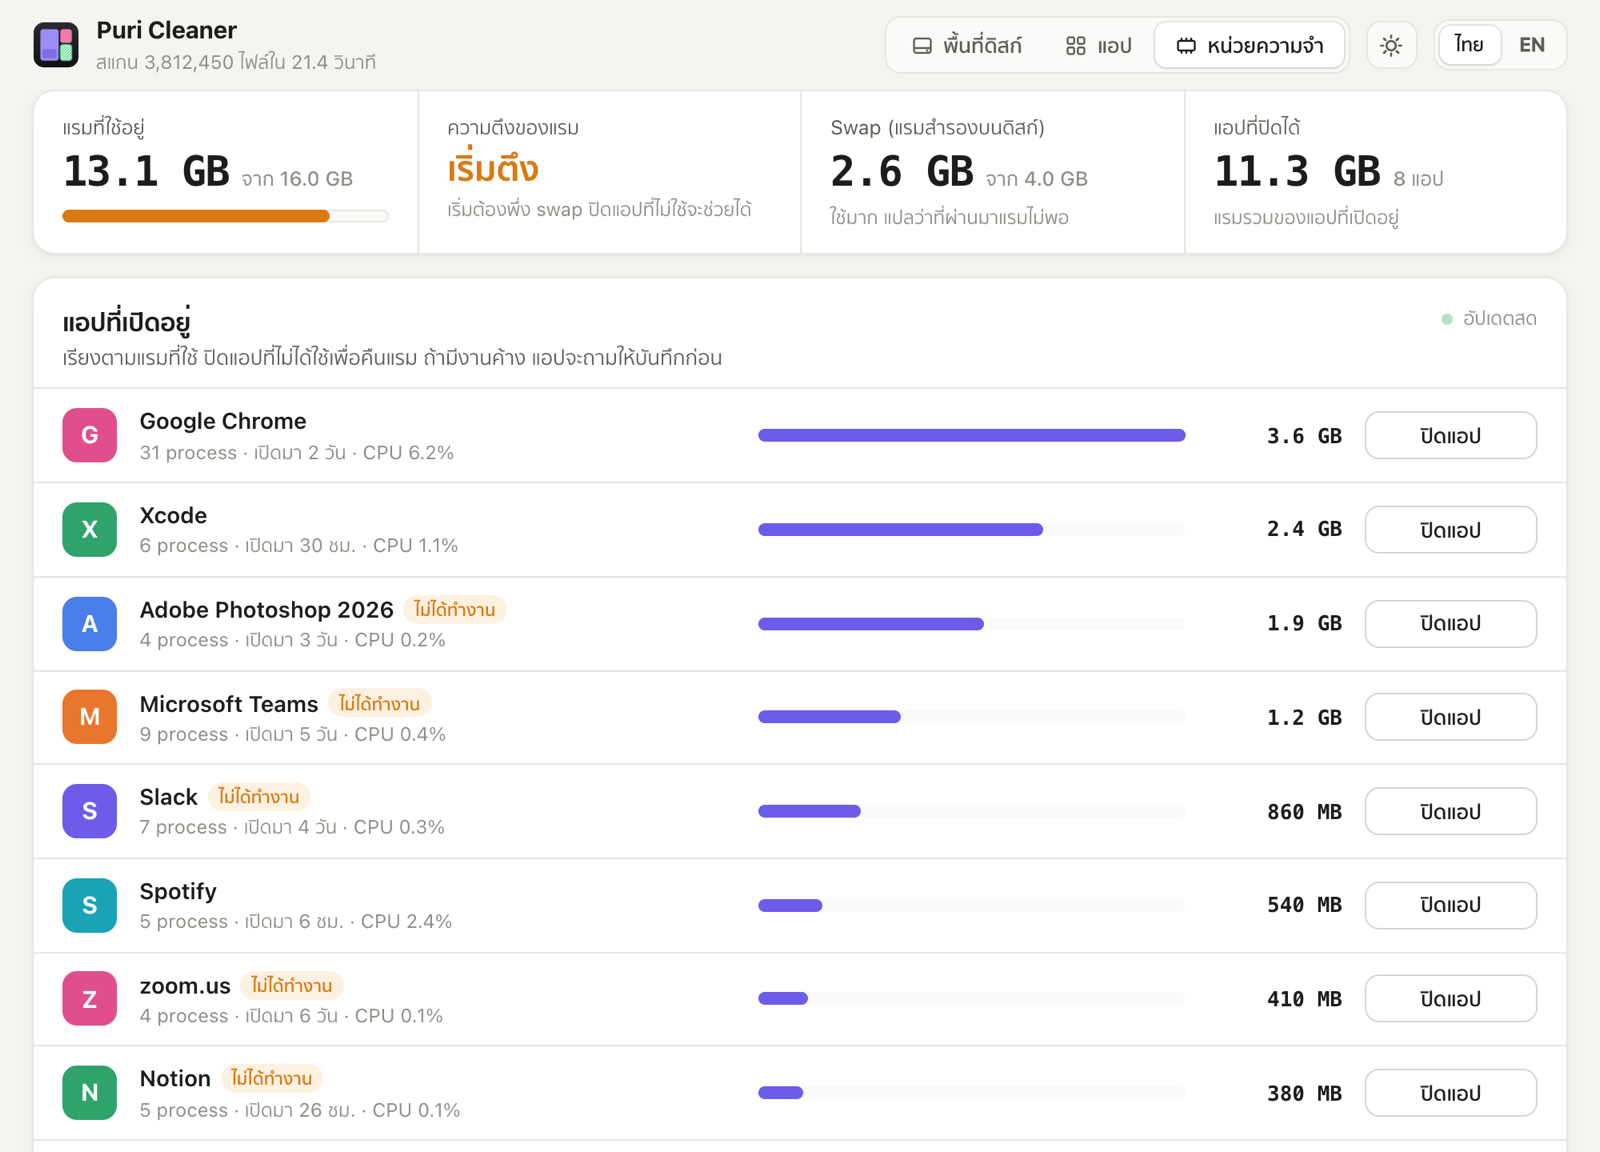 Puri Cleaner
สแกน 3,812,450 ไฟล์ใน 21.4 วินาที
พื้นที่ดิสก์
แอป
หน่วยความจำ
ไทย
EN
แรมที่ใช้อยู่
13.1 GB จาก 16.0 GB
ความตึงของแรม
เริ่มตึง
เริ่มต้องพึ่ง swap ปิดแอปที่ไม่ใช้จะช่วยได้
Swap (แรมสำรองบนดิสก์)
2.6 GB จาก 4.0 GB
ใช้มาก แปลว่าที่ผ่านมาแรมไม่พอ
แอปที่ปิดได้
11.3 GB 8 แอป
แรมรวมของแอปที่เปิดอยู่
แอปที่เปิดอยู่
เรียงตามแรมที่ใช้ ปิดแอปที่ไม่ได้ใช้เพื่อคืนแรม ถ้ามีงานค้าง แอปจะถามให้บันทึกก่อน
อัปเดตสด
G
Google Chrome
31 process · เปิดมา 2 วัน · CPU 6.2%
3.6 GB
ปิดแอป
X
Xcode
6 process · เปิดมา 30 ชม. · CPU 1.1%
2.4 GB
ปิดแอป
A
Adobe Photoshop 2026 ไม่ได้ทำงาน
4 process · เปิดมา 3 วัน · CPU 0.2%
1.9 GB
ปิดแอป
M
Microsoft Teams ไม่ได้ทำงาน
9 process · เปิดมา 5 วัน · CPU 0.4%
1.2 GB
ปิดแอป
S
Slack ไม่ได้ทำงาน
7 process · เปิดมา 4 วัน · CPU 0.3%
860 MB
ปิดแอป
S
Spotify
5 process · เปิดมา 6 ชม. · CPU 2.4%
540 MB
ปิดแอป
Z
zoom.us ไม่ได้ทำงาน
4 process · เปิดมา 6 วัน · CPU 0.1%
410 MB
ปิดแอป
N
Notion ไม่ได้ทำงาน
5 process · เปิดมา 26 ชม. · CPU 0.1%
380 MB
ปิดแอป